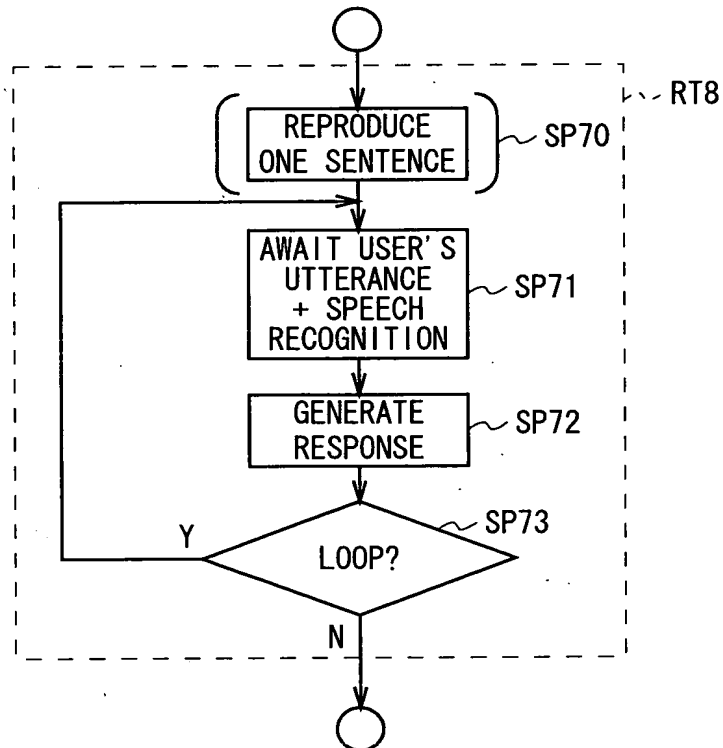 RT8
REPRODUCE
ONE SENTENCE
SP70
AWAIT USER'S
UTTERANCE
+ SPEECH
RECOGNITION
SP71
GENERATE
RESPONSE
SP72
SP73
Y
LOOP?
N